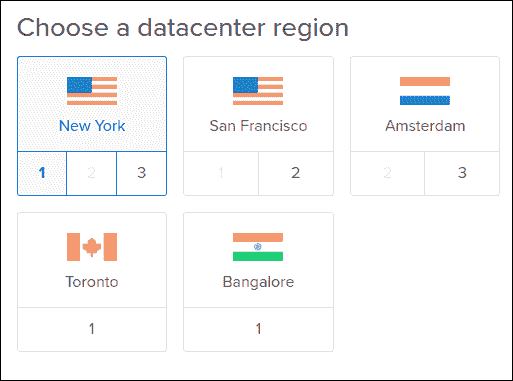 Choose a datacenter region
New York
San Francisco
Amsterdam
1 2 3
1 2
2 3
Toronto
Bangalore
1
1